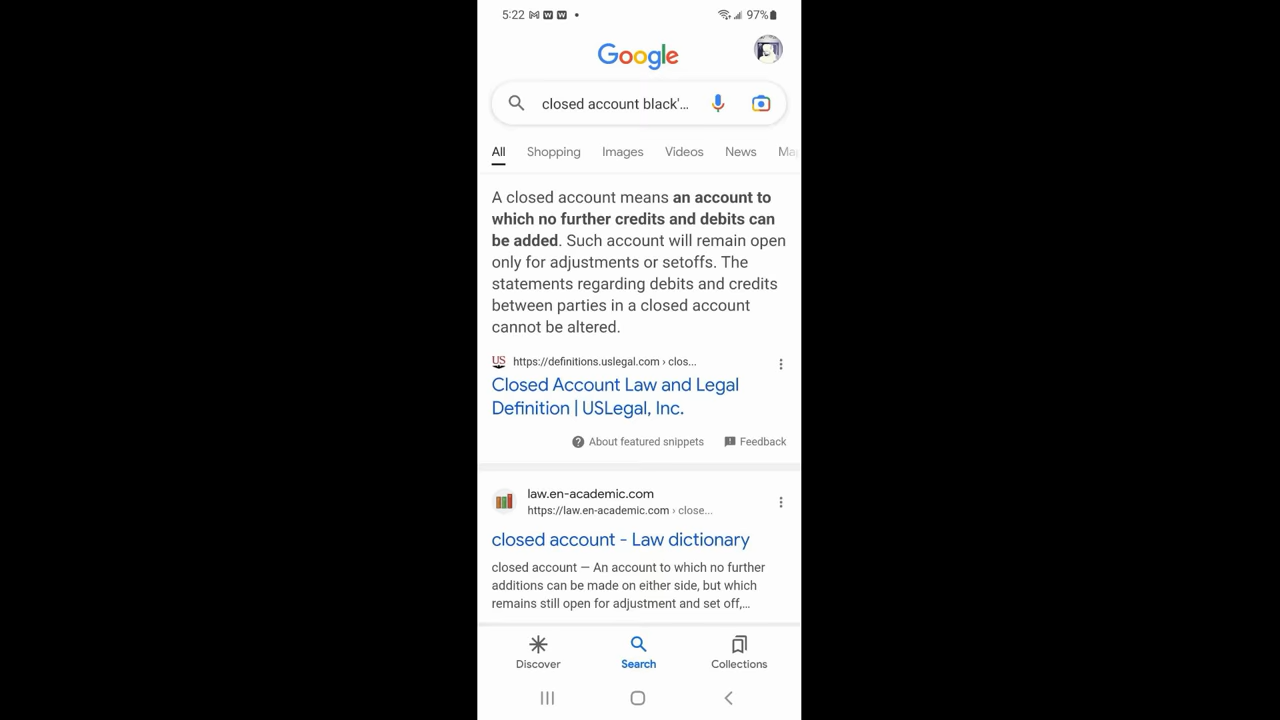 5:22 97%
Google
closed account black'...
All Shopping Images Videos News Map
A closed account means an account to
which no further credits and debits can
be added. Such account will remain open
only for adjustments or setoffs. The
statements regarding debits and credits
between parties in a closed account
cannot be altered.
US https://definitions.uslegal.com › clos...
Closed Account Law and Legal
Definition | USLegal, Inc.
About featured snippets Feedback
law.en-academic.com
https://law.en-academic.com › close...
closed account - Law dictionary
closed account — An account to which no further
additions can be made on either side, but which
remains still open for adjustment and set off,...
Discover Search Collections